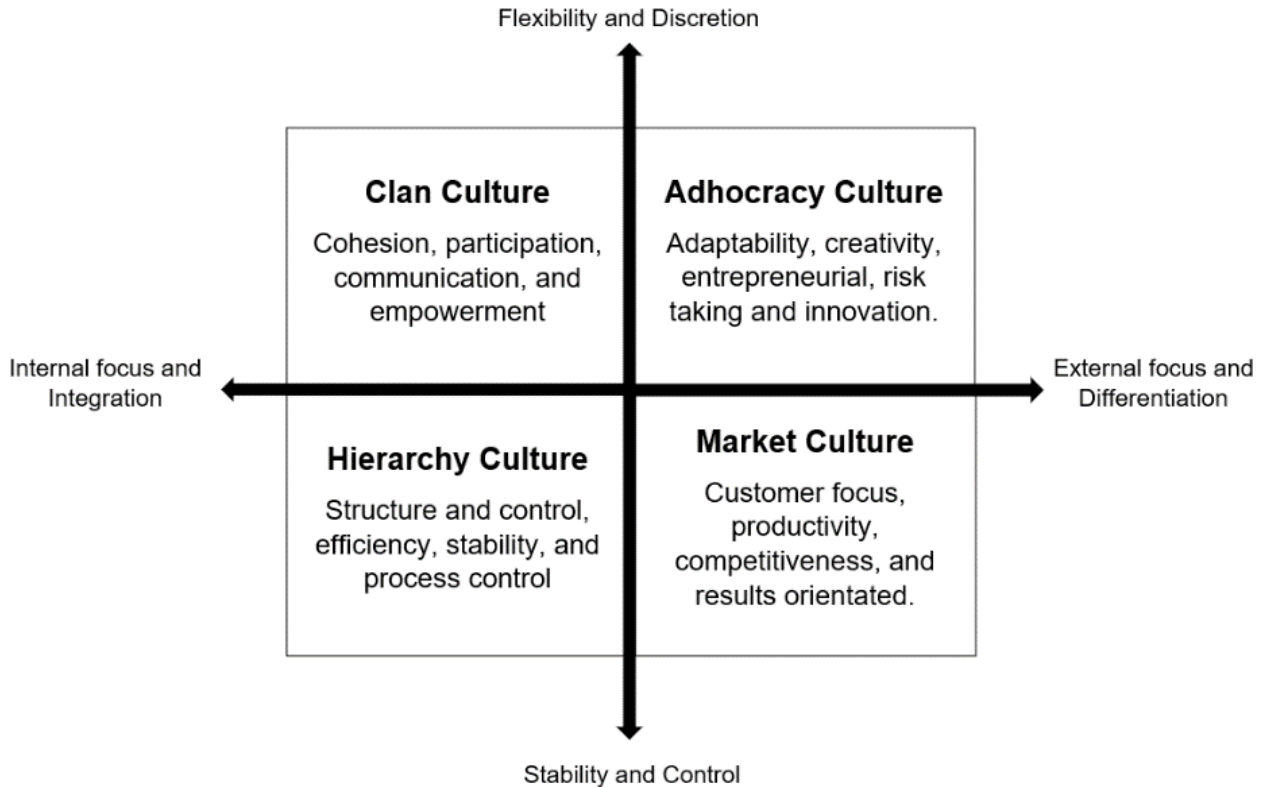 Flexibility and Discretion
Clan Culture
Cohesion, participation,
communication, and
empowerment
Adhocracy Culture
Adaptability, creativity,
entrepreneurial, risk
taking and innovation.
Internal focus and
Integration
External focus and
Differentiation
Hierarchy Culture
Structure and control,
efficiency, stability, and
process control
Market Culture
Customer focus,
productivity,
competitiveness, and
results orientated.
Stability and Control